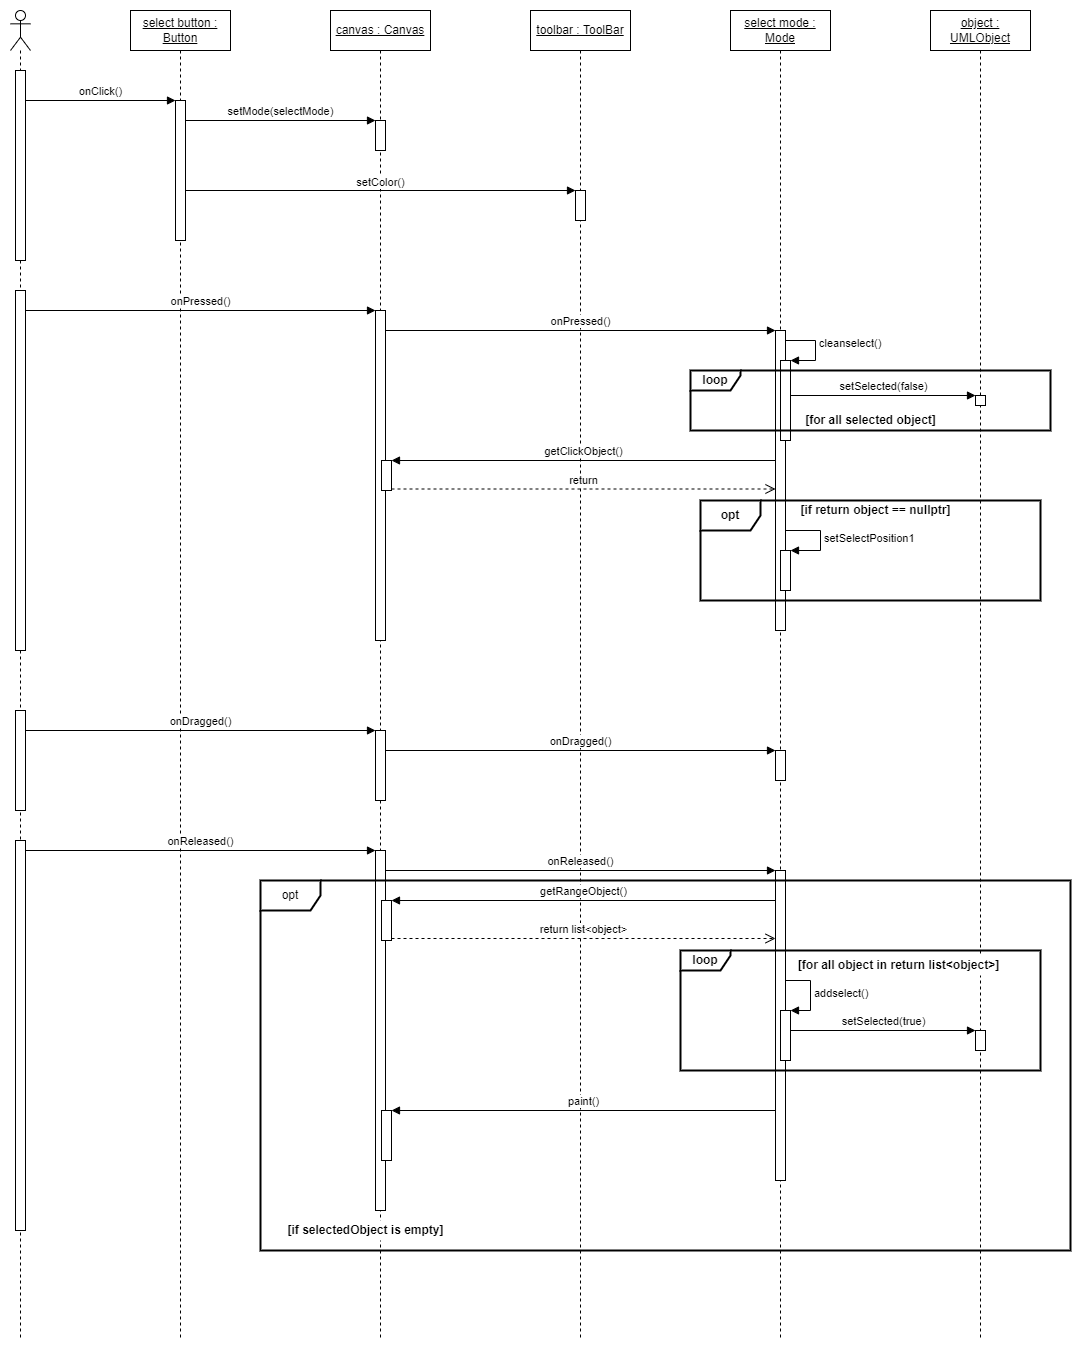 select button :
Button
canvas : Canvas
toolbar : ToolBar
select mode :
Mode
object :
UMLObject
onClick()
setMode(selectMode)
setColor()
onPressed()
onPressed()
cleanselect()
loop
setSelected(false)
[for all selected object]
getClickObject()
return
opt
[if return object == nullptr]
setSelectPosition1
onDragged()
onDragged()
onReleased()
onReleased()
opt
getRangeObject()
return list<object>
loop
[for all object in return list<object>]
addselect()
setSelected(true)
paint()
[if selectedObject is empty]